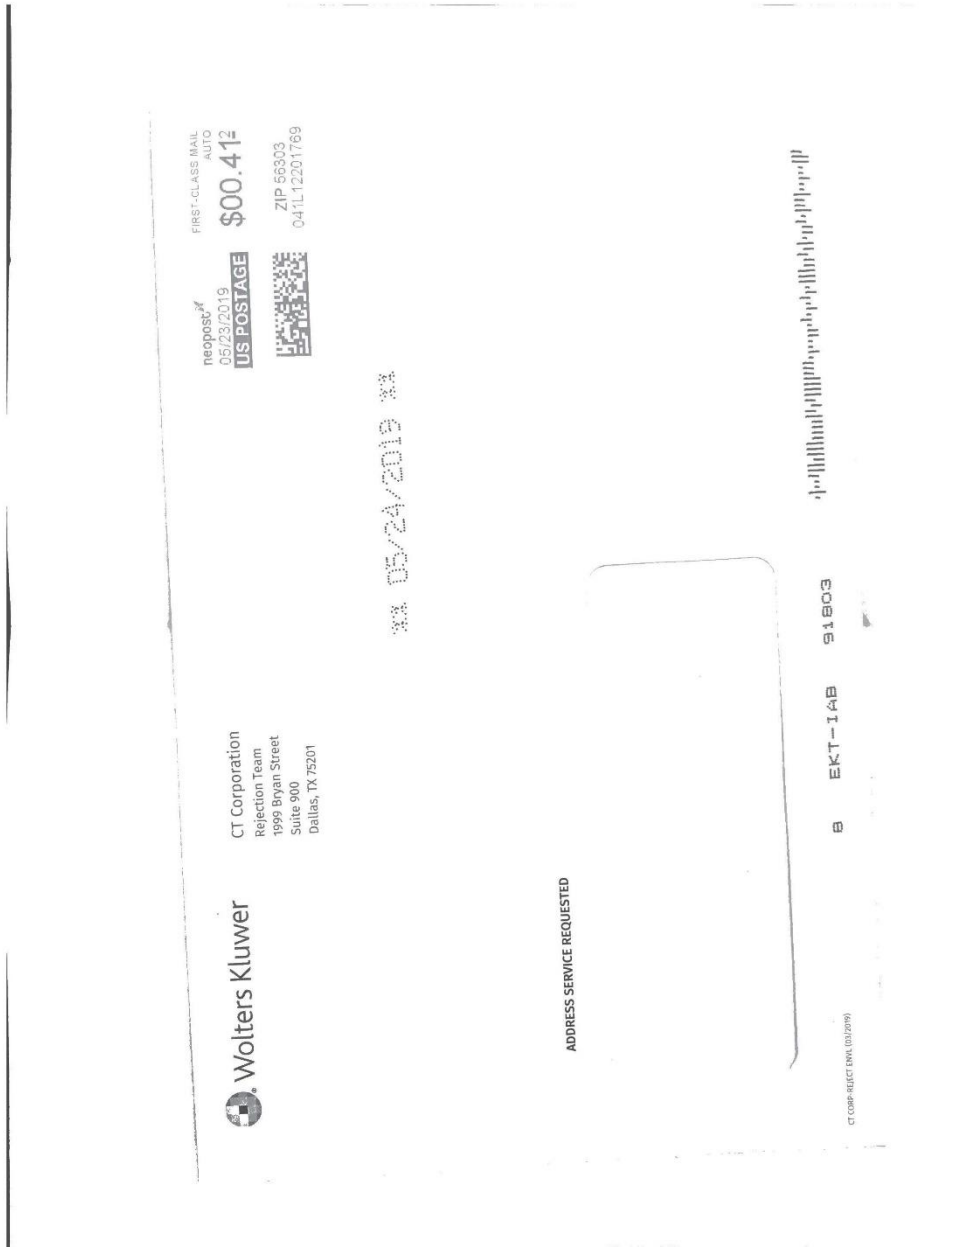 Wolters Kluwer
CT Corporation
Rejection Team
1999 Bryan Street
Suite 900
Dallas, TX 75201
neopost
05/23/2019
US POSTAGE
FIRST-CLASS MAIL
AUTO
$00.412
ZIP 56303
041L12201769
** 05/24/2019 **
ADDRESS SERVICE REQUESTED
B EKT-1AB 91803
CT CORP-REJECT ENVL (03/2019)